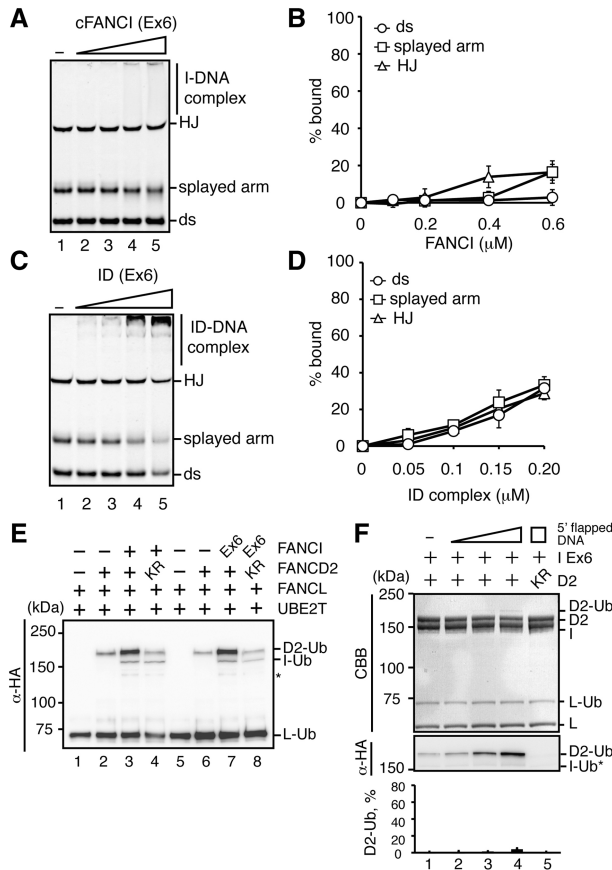 A
cFANCI (Ex6)
–
I-DNA
complex
HJ
splayed arm
ds
1 2 3 4 5
B
ds
splayed arm
HJ
% bound
100
80
60
40
20
0
0 0.2 0.4 0.6
FANCI (μM)
C
ID (Ex6)
–
ID-DNA
complex
HJ
splayed arm
ds
1 2 3 4 5
D
ds
splayed arm
HJ
% bound
100
80
60
40
20
0
0 0.05 0.1 0.15 0.20
ID complex (μM)
E
– – + + – – Ex6 Ex6 FANCI
– + + KR – + + KR FANCD2
+ + + + + + + + FANCL
+ + + + + + + + UBE2T
(kDa)
250
150
100
75
α-HA
D2-Ub
I-Ub
*
L-Ub
1 2 3 4 5 6 7 8
F
– 5' flapped
DNA
+ + + + + I Ex6
+ + + + KR D2
(kDa)
250
150
100
75
CBB
D2-Ub
D2
I
L-Ub
L
α-HA
150
D2-Ub
I-Ub*
D2-Ub, %
80
60
40
20
0
1 2 3 4 5